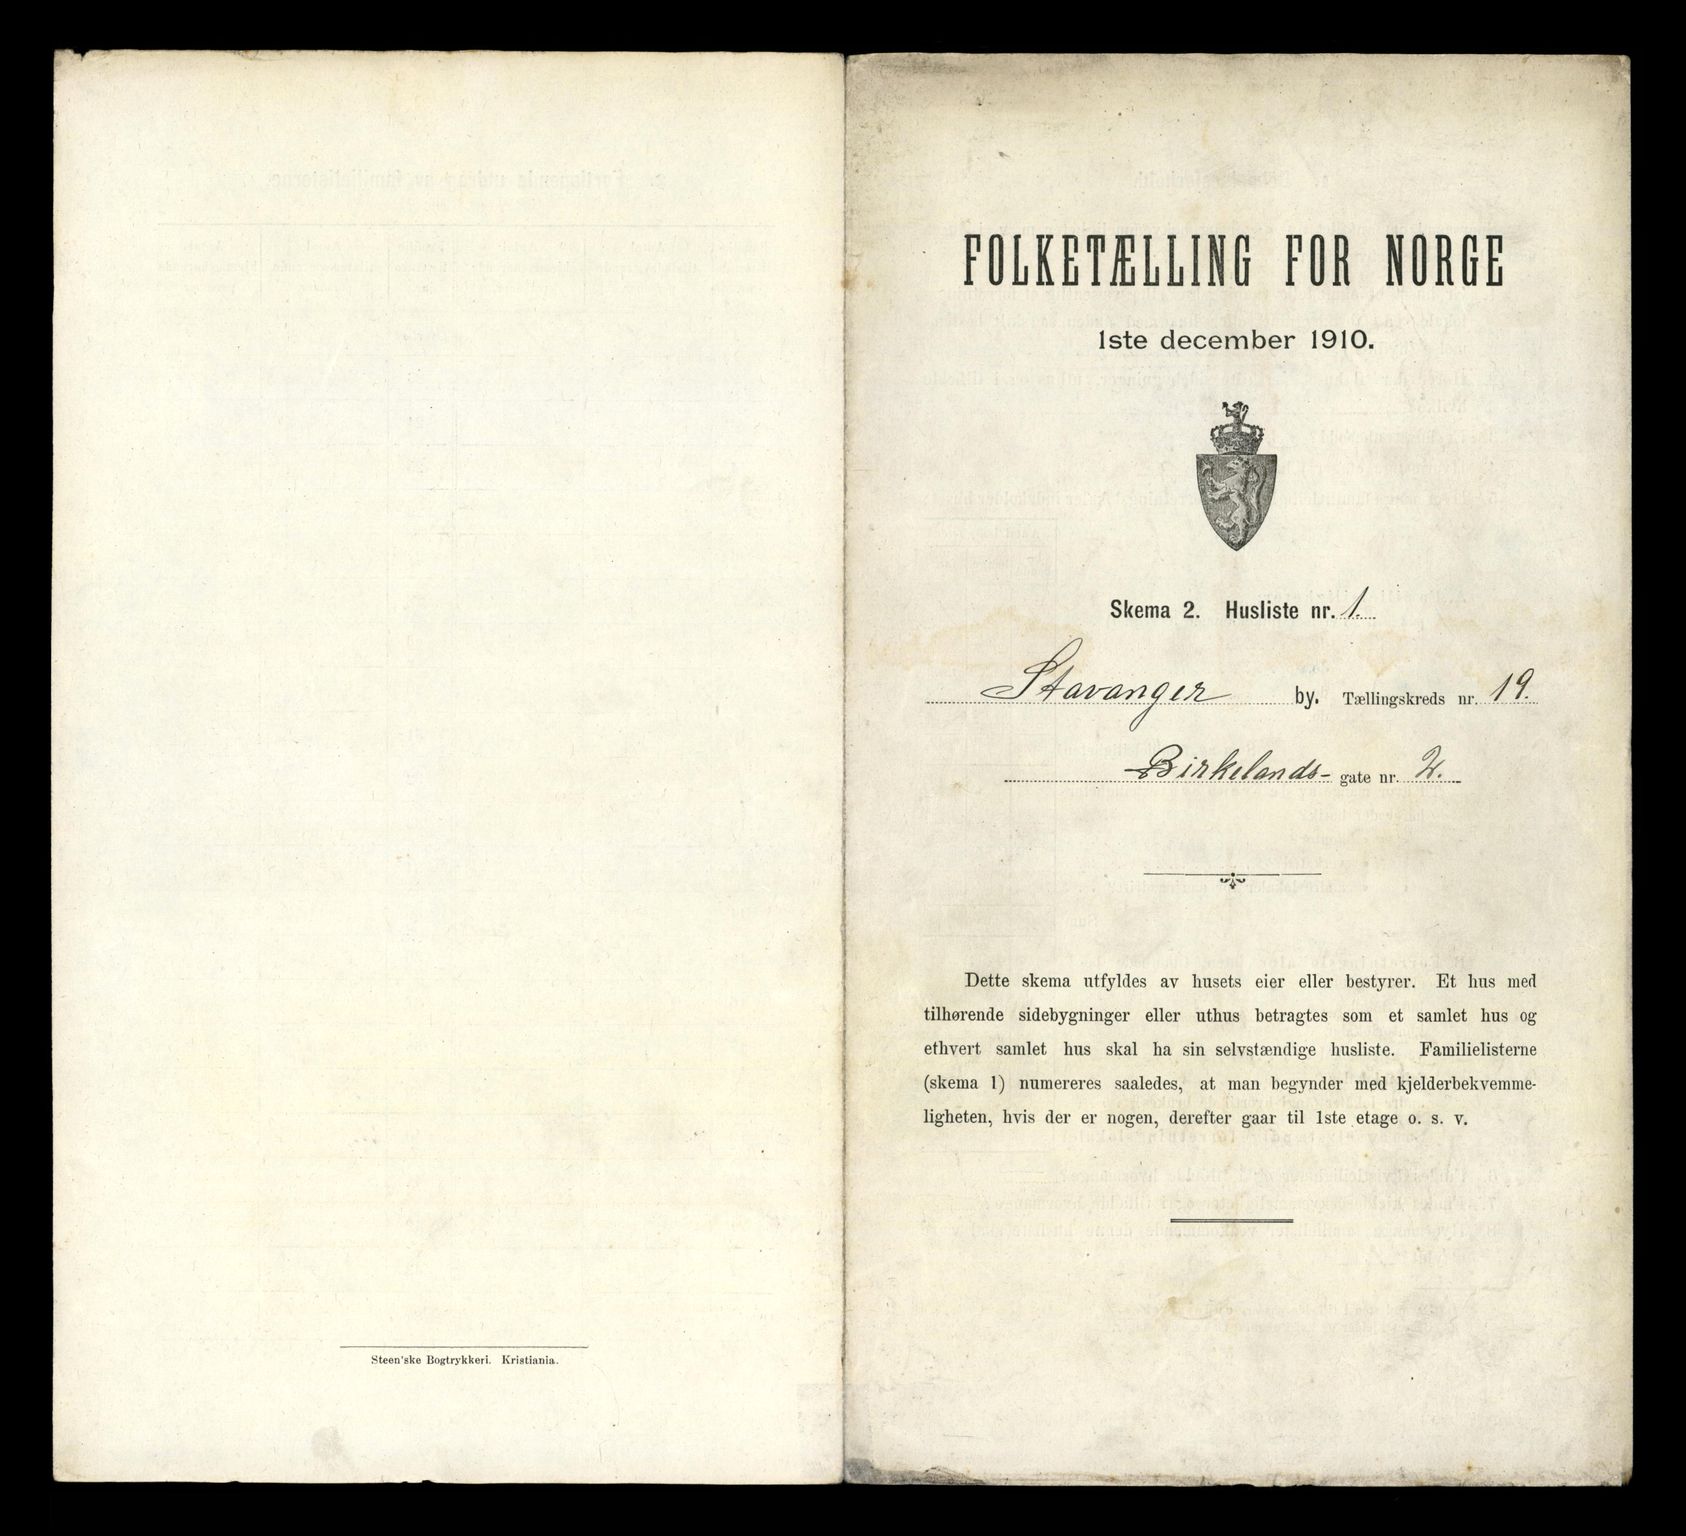 FOLKETÆLLING FOR NORGE
1ste december 1910.
Skema 2. Husliste nr. 1.
Stavanger by. Tællingskreds nr. 19.
Birkelands- gate nr. 2.
Dette skema utfyldes av husets eier eller bestyrer. Et hus med
tilhørende sidebygninger eller uthus betragtes som et samlet hus og
ethvert samlet hus skal ha sin selvstændige husliste. Familielisterne
(skema 1) numereres saaledes, at man begynder med kjelderbekvemme-
ligheten, hvis der er nogen, derefter gaar til 1ste etage o. s. v.
Steen'ske Bogtrykkeri. Kristiania.